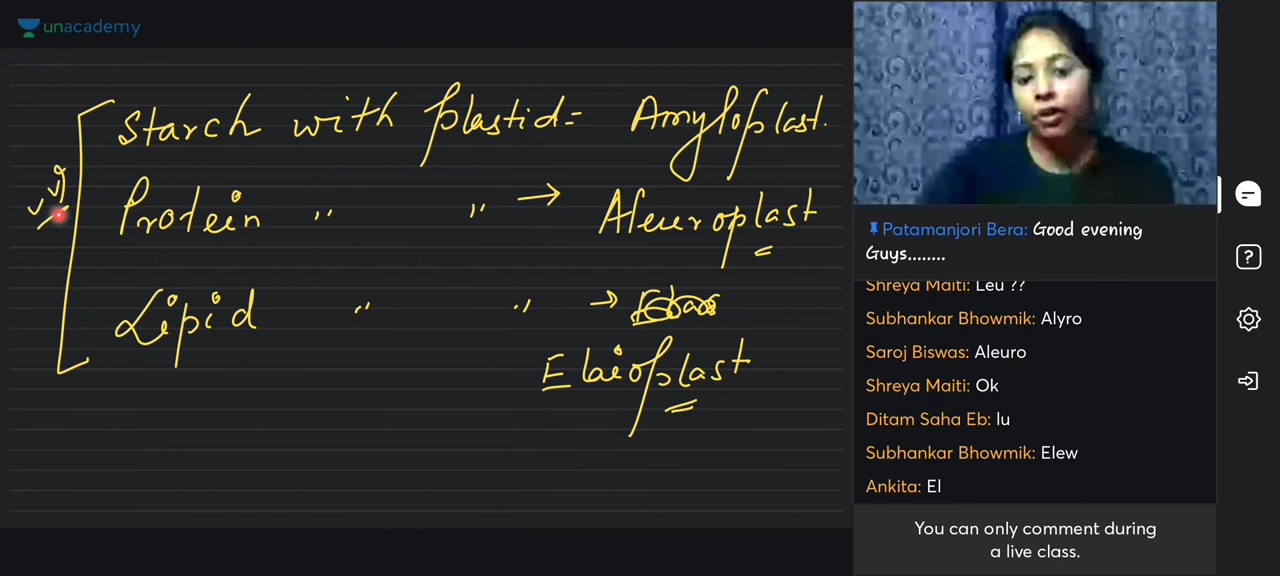 unacademy
Starch with plastid = Amyloplast.
Protein " " → Aleuroplast
Lipid " " →
Elaioplast
Patamanjori Bera: Good evening
Guys........
Shreya Maiti: Leu ??
Subhankar Bhowmik: Alyro
Saroj Biswas: Aleuro
Shreya Maiti: Ok
Ditam Saha Eb: lu
Subhankar Bhowmik: Elew
Ankita: El
You can only comment during
a live class.